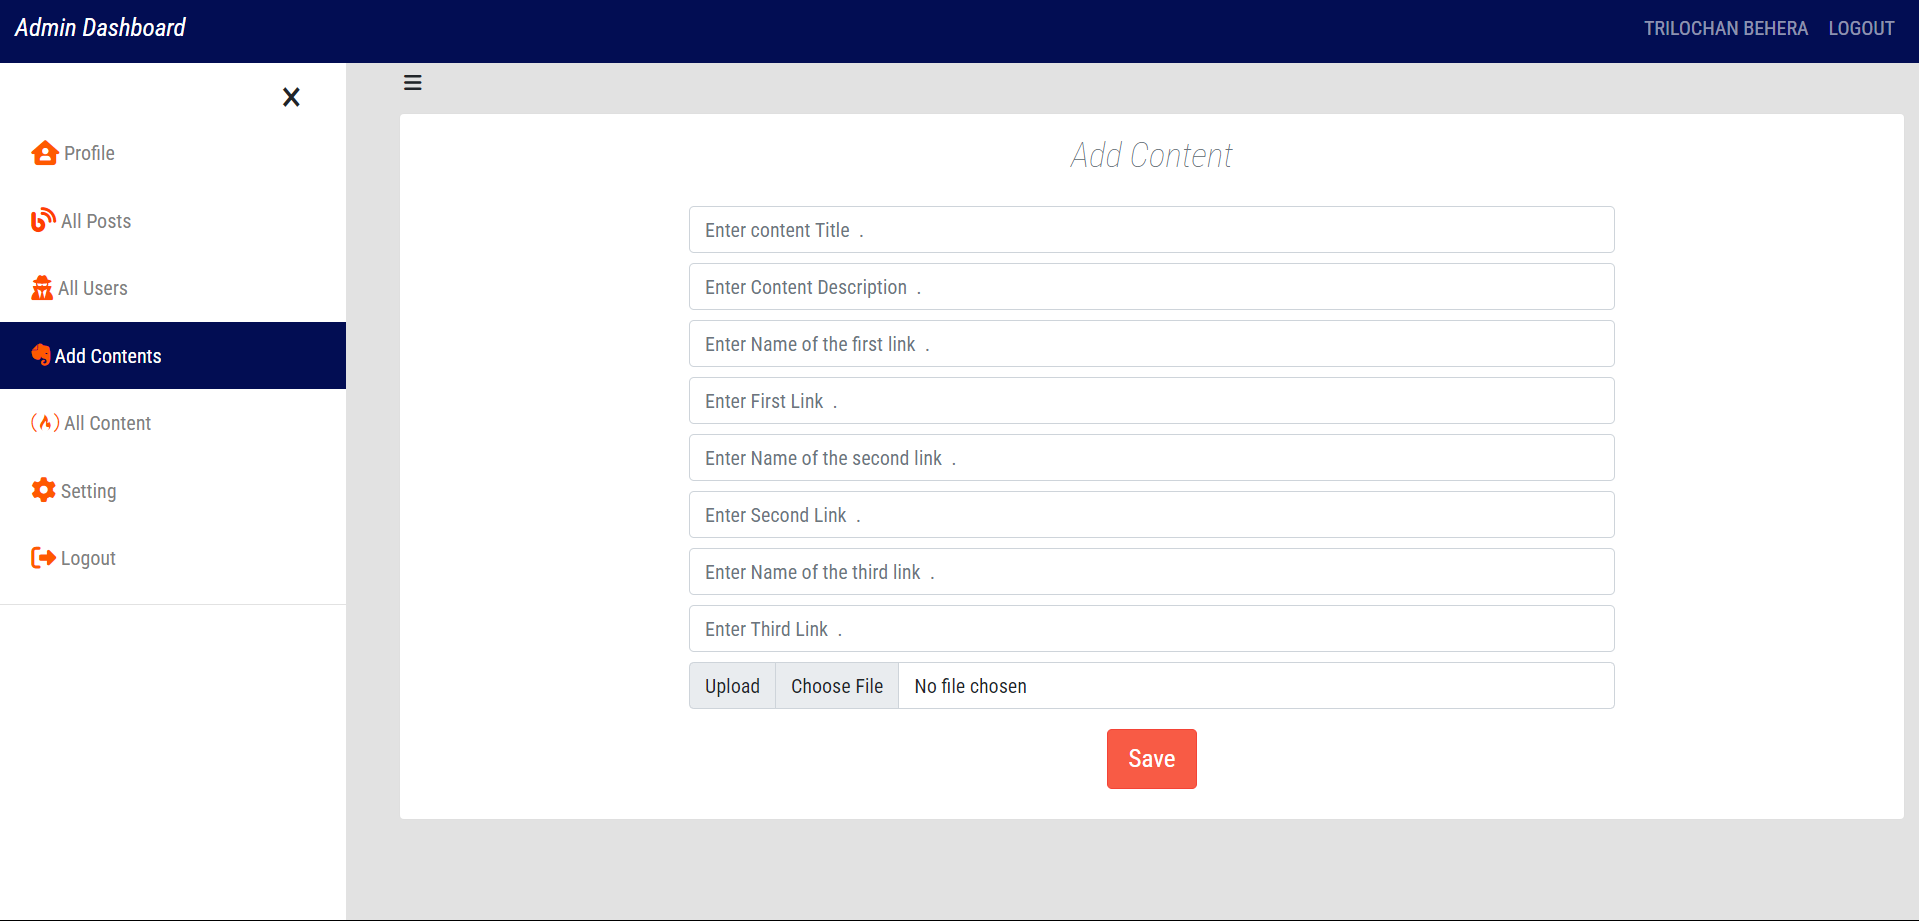 Admin Dashboard
TRILOCHAN BEHERA LOGOUT
Profile
All Posts
All Users
Add Contents
All Content
Setting
Logout
Add Content
Enter content Title .
Enter Content Description .
Enter Name of the first link .
Enter First Link .
Enter Name of the second link .
Enter Second Link .
Enter Name of the third link .
Enter Third Link .
Upload Choose File No file chosen
Save